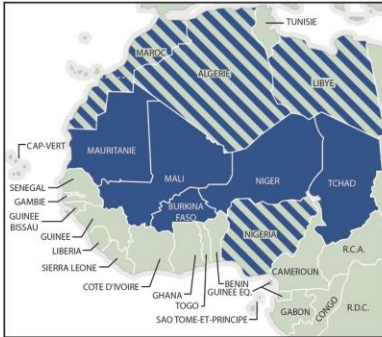 TUNISIE
MAROC
ALGERIE
LIBYE
CAP-VERT
MAURITANIE
MALI
NIGER
TCHAD
SENEGAL
GAMBIE
GUINEE
BISSAU
BURKINA
FASO
NIGERIA
GUINEE
LIBERIA
SIERRA LEONE
COTE D'IVOIRE
GHANA
TOGO
BENIN
GUINEE EQ.
SAO TOME-ET-PRINCIPE
CAMEROUN
R.C.A.
GABON
CONGO
R.D.C.